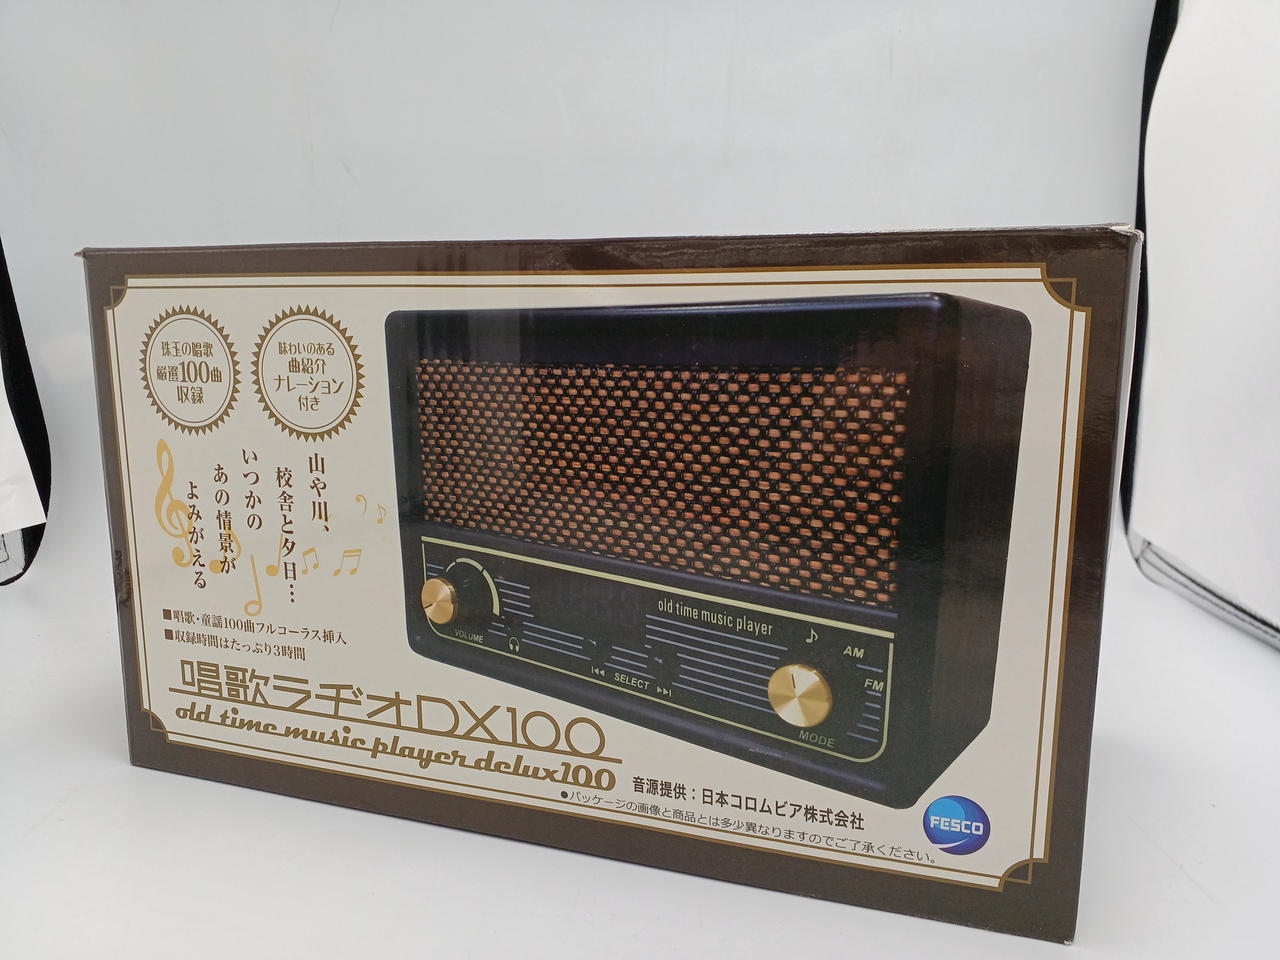 珠玉の唱歌
厳選100曲
収録
味わいのある
曲紹介
ナレーション
付き
山や川、
校舎と夕日…
いつかの
あの情景が
よみがえる
■唱歌・童謡100曲フルコーラス挿入
■収録時間はたっぷり3時間
唱歌ラヂオDX100
old time music player delux100
old time music player
VOLUME
SELECT
MODE
AM
FM
音源提供：日本コロムビア株式会社
●パッケージの画像と商品とは多少異なりますのでご了承ください。
FESCO